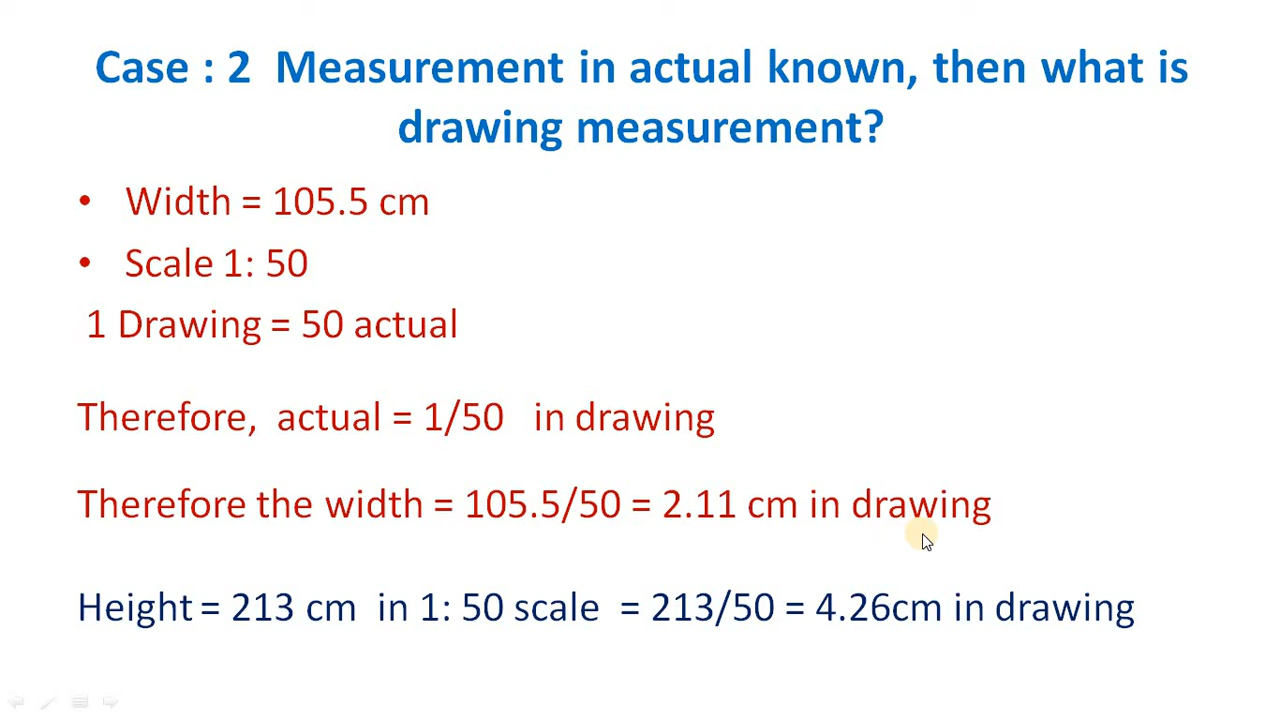 Case : 2 Measurement in actual known, then what is
drawing measurement?
• Width = 105.5 cm
• Scale 1: 50
1 Drawing = 50 actual
Therefore, actual = 1/50 in drawing
Therefore the width = 105.5/50 = 2.11 cm in drawing
Height = 213 cm in 1: 50 scale = 213/50 = 4.26cm in drawing